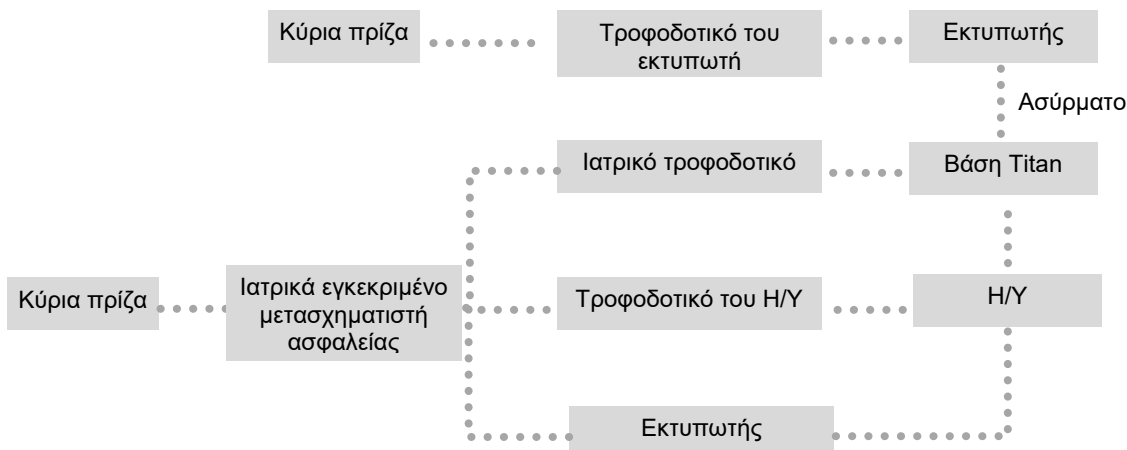 Κύρια πρίζα
Τροφοδοτικό του
εκτυπωτή
Εκτυπωτής
Ασύρματο
Ιατρικό τροφοδοτικό
Βάση Titan
Κύρια πρίζα
Ιατρικά εγκεκριμένο
μετασχηματιστή
ασφαλείας
Τροφοδοτικό του Η/Υ
Η/Υ
Εκτυπωτής